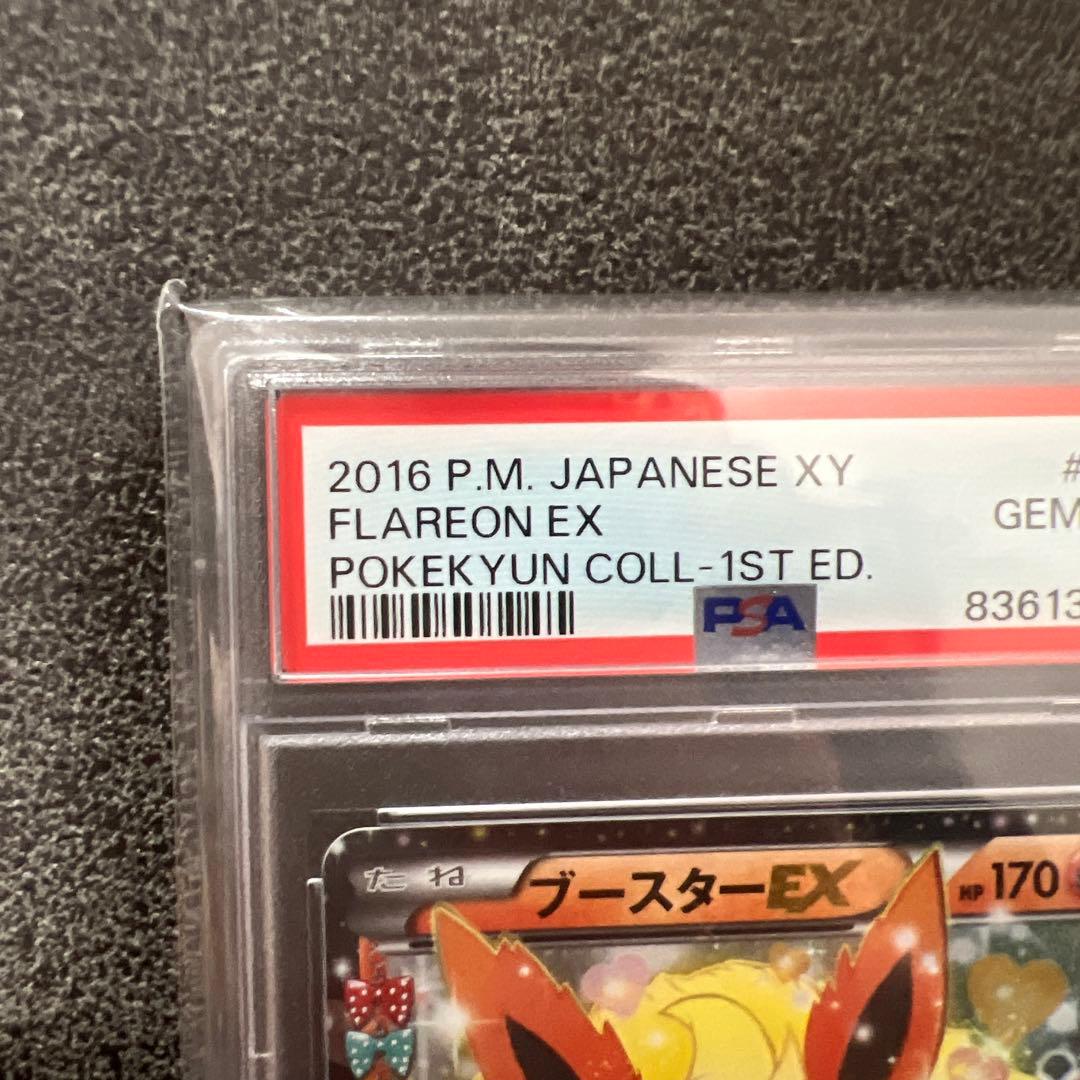 2016 P.M. JAPANESE XY #
FLAREON EX GEM
POKEKYUN COLL-1ST ED.
PSA 83613
たね ブースターEX HP 170